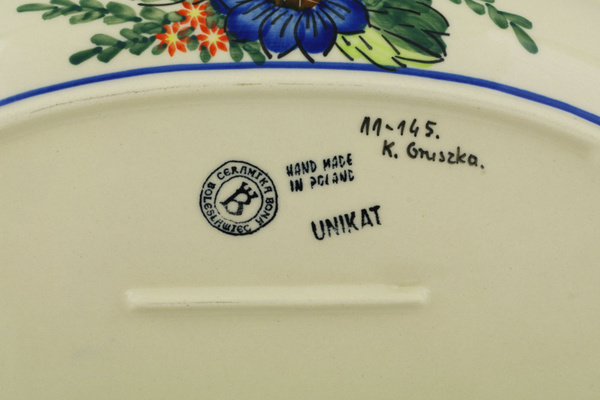 11-145.
K. Gruszka.
CERAMIKA BONA
BOLESŁAWIEC
B
HAND MADE
IN POLAND
UNIKAT